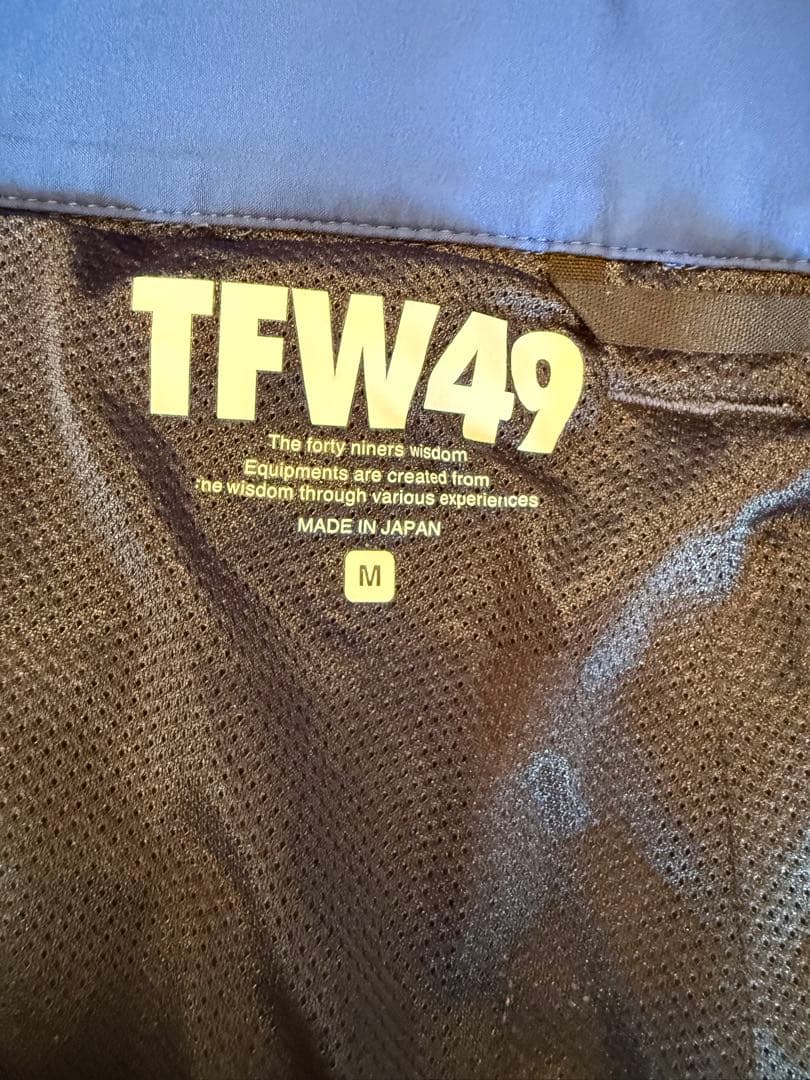 TFW49
The forty niners wisdom
Equipments are created from
he wisdom through various experiences
MADE IN JAPAN
M